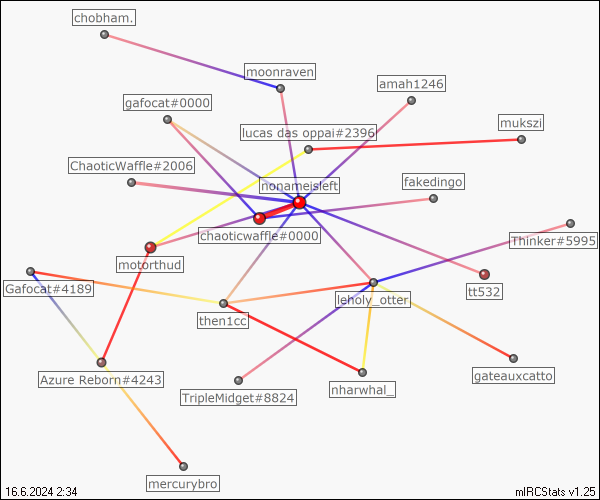 chobham.
moonraven
amah1246
gafocat#0000
mukszi
lucas das oppai#2396
ChaoticWaffle#2006
nonameisleft
fakedingo
chaoticwaffle#0000
Thinker#5995
motorthud
Gafocat#4189
tt532
leholy_otter
then1cc
Azure Reborn#4243
gateauxcatto
nharwhal_
TripleMidget#8824
mercurybro
16.6.2024 2:34
mIRCStats v1.25